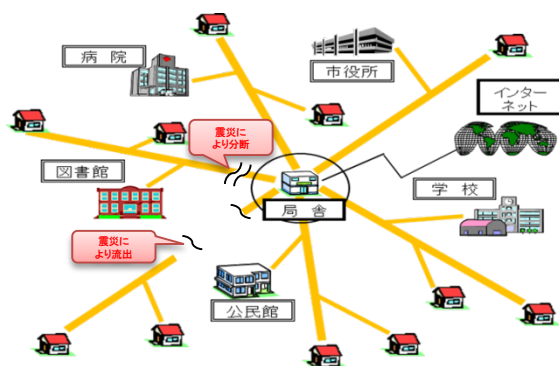 病 院
市役所
インター
ネット
震災に
より分断
図書館
学 校
局 舎
震災に
より流出
公民館